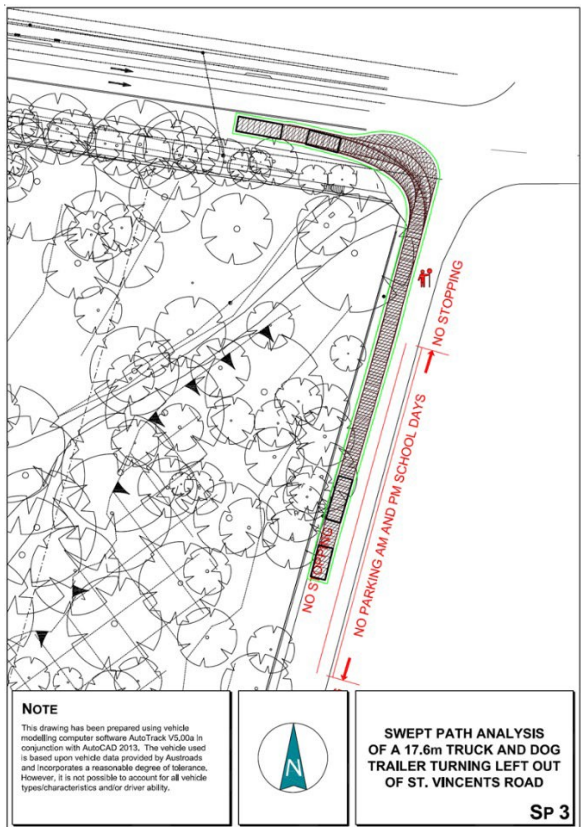 NO STOPPING
NO PARKING AM AND PM SCHOOL DAYS
NO STOPPING
NOTE
This drawing has been prepared using vehicle
modelling computer software AutoTrack V5.00a in
conjunction with AutoCAD 2013. The vehicle used
is based upon vehicle data provided by Austroads
and incorporates a reasonable degree of tolerance.
However, it is not possible to account for all vehicle
types/characteristics and/or driver ability.
N
SWEPT PATH ANALYSIS
OF A 17.6m TRUCK AND DOG
TRAILER TURNING LEFT OUT
OF ST. VINCENTS ROAD
SP 3